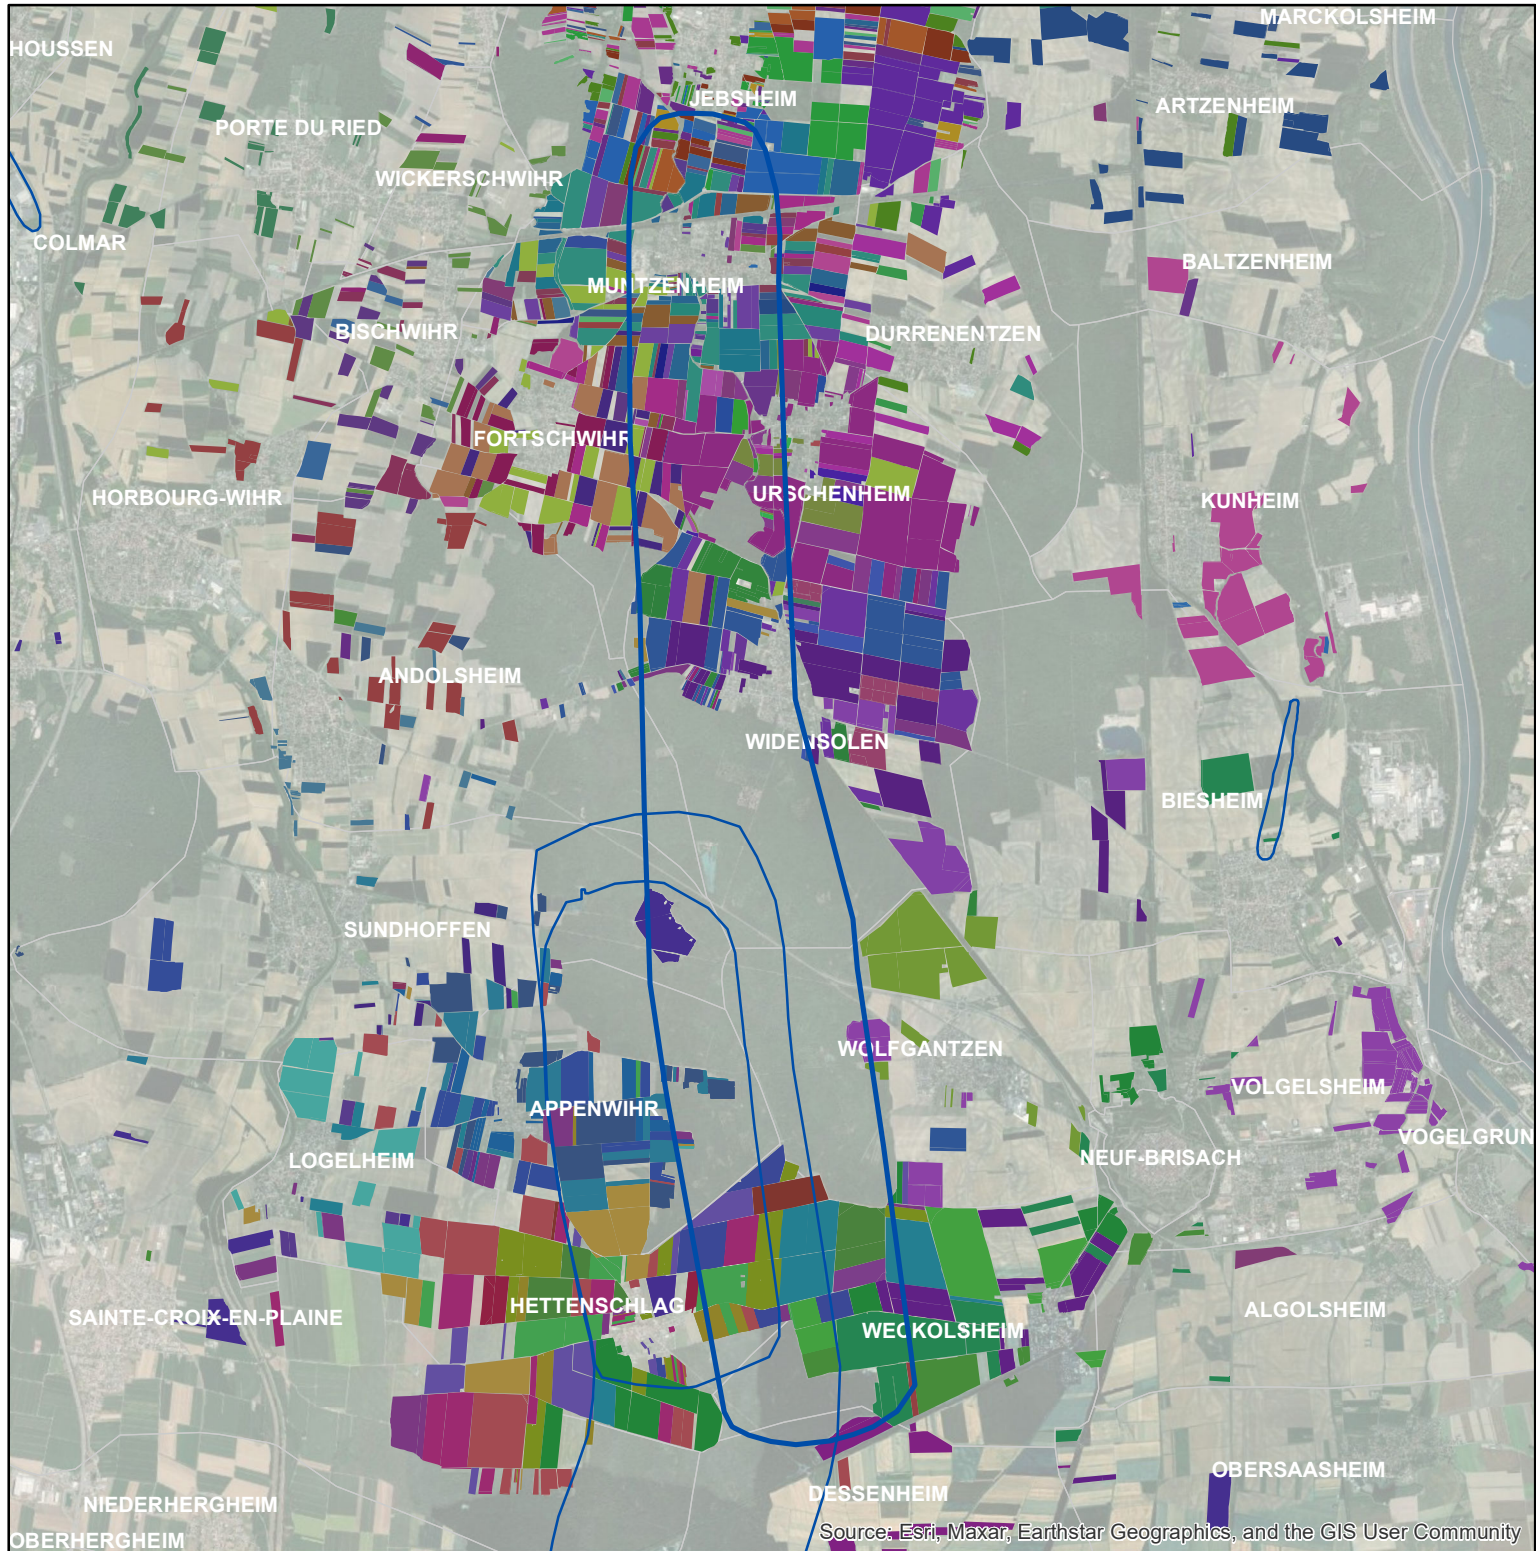 MARCKOLSHEIM
HOUSSEN
JEBSHEIM
ARTZENHEIM
PORTE DU RIED
WICKERSCHWIHR
COLMAR
BALTZENHEIM
MUNTZENHEIM
BISCHWIHR
DURRENENTZEN
FORTSCHWIHR
HORBOURG-WIHR
URSCHENHEIM
KUNHEIM
ANDOLSHEIM
WIDENSOLEN
BIESHEIM
SUNDHOFFEN
WOLFGANTZEN
VOLGELSHEIM
APPENWIHR
VOGELGRUN
LOGELHEIM
NEUF-BRISACH
HETTENSCHLAG
ALGOLSHEIM
SAINTE-CROIX-EN-PLAINE
WECKOLSHEIM
OBERSAASHEIM
DESSENHEIM
NIEDERHERGHEIM
Source: Esri, Maxar, Earthstar Geographics, and the GIS User Community
OBERHERGHEIM